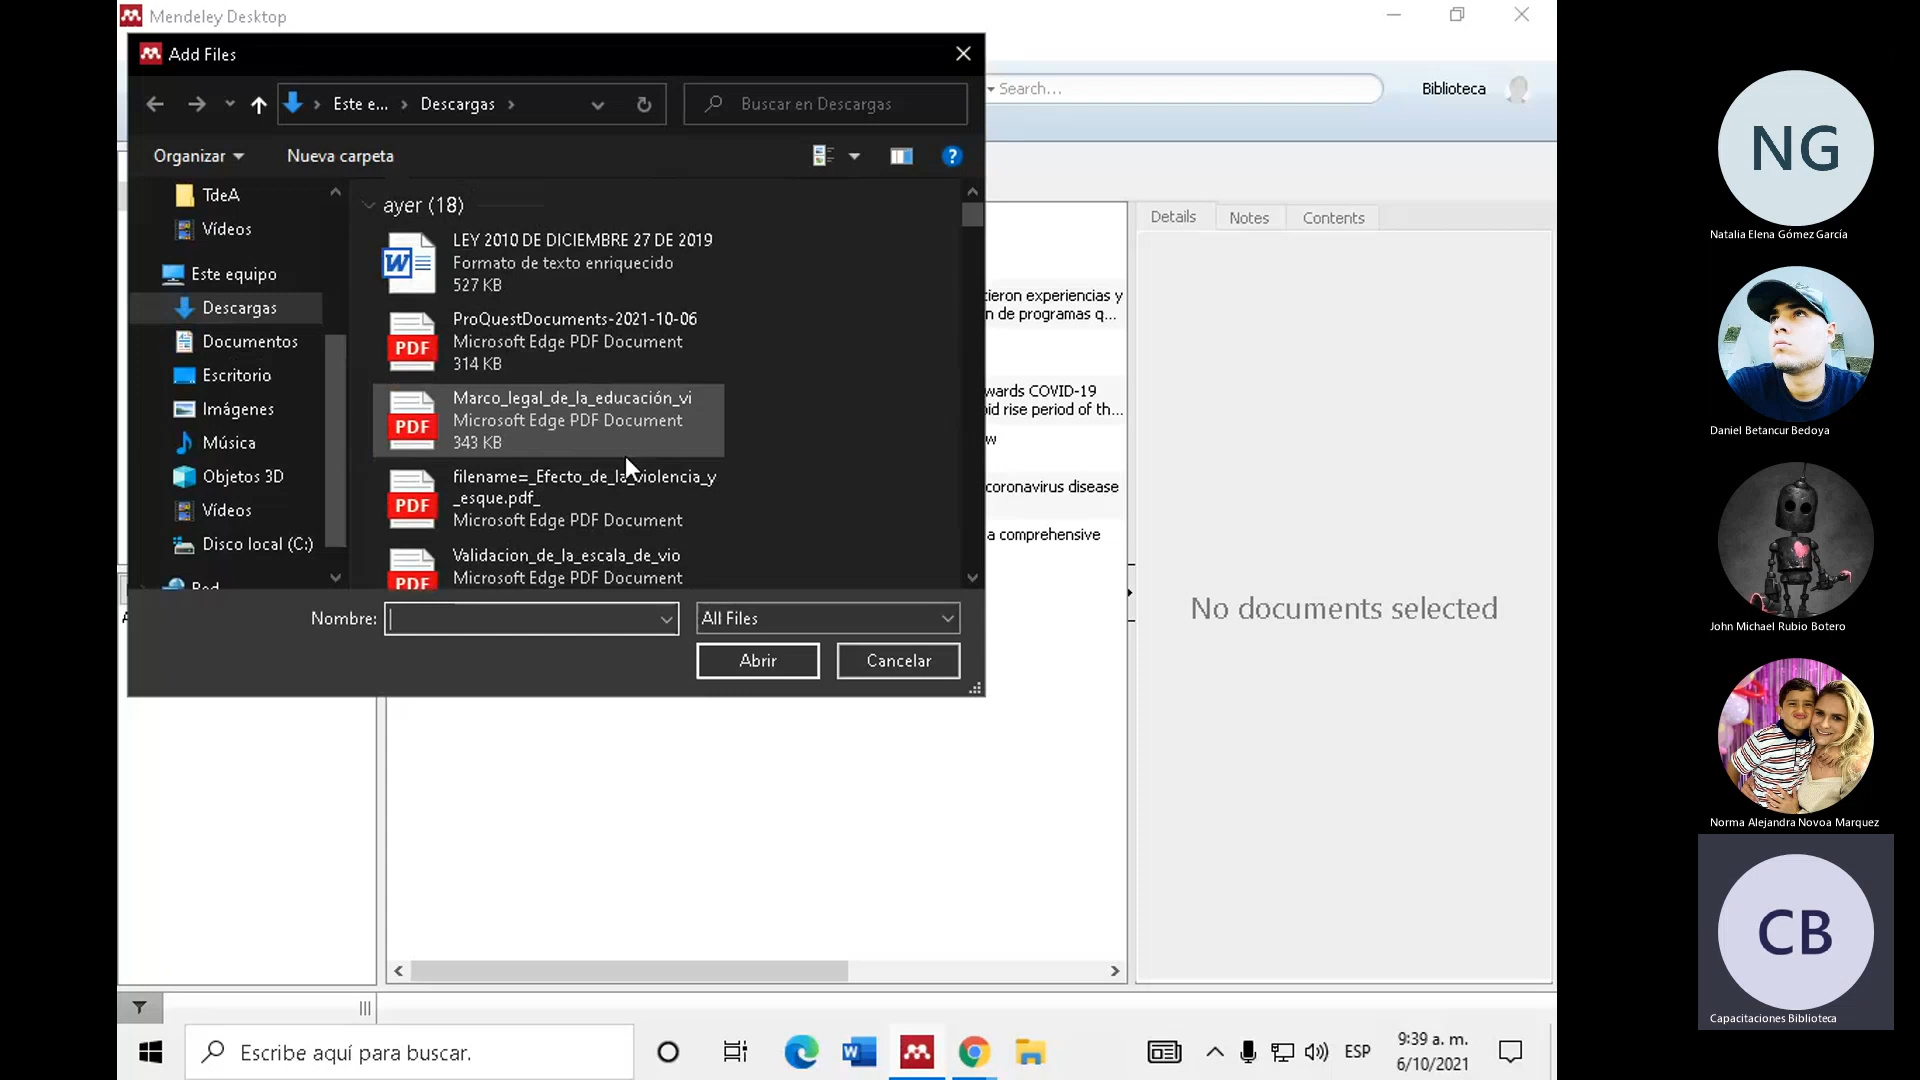 Mendeley Desktop
Add Files
Este e...
Descargas
Buscar en Descargas
Search...
Biblioteca
Organizar
Nueva carpeta
TdeA
Vídeos
Este equipo
Descargas
Documentos
Escritorio
Imágenes
Música
Objetos 3D
Vídeos
Disco local (C:)
Red
ayer (18)
LEY 2010 DE DICIEMBRE 27 DE 2019
Formato de texto enriquecido
527 KB
ProQuestDocuments-2021-10-06
Microsoft Edge PDF Document
314 KB
Marco_legal_de_la_educación_vi
Microsoft Edge PDF Document
343 KB
filename=_Efecto_de_la_violencia_y
_esque.pdf_
Microsoft Edge PDF Document
Validacion_de_la_escala_de_vio
Microsoft Edge PDF Document
W
PDF
PDF
PDF
PDF
Nombre:
All Files
Abrir
Cancelar
cieron experiencias y
n de programas q...
wards COVID-19
id rise period of th...
w
coronavirus disease
a comprehensive
Details
Notes
Contents
No documents selected
Escribe aquí para buscar.
ESP
9:39 a. m.
6/10/2021
NG
Natalia Elena Gómez García
Daniel Betancur Bedoya
John Michael Rubio Botero
Norma Alejandra Novoa Marquez
CB
Capacitaciones Biblioteca